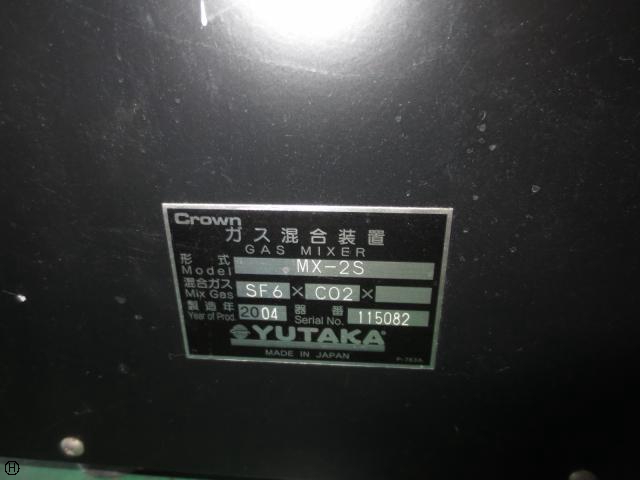 Crown
ガス混合装置
GAS MIXER
形式 Model MX-2S
混合ガス Mix Gas SF6 × CO2 ×
製造年 Year of Prod. 2004 器番 Serial No. 115082
YUTAKA
MADE IN JAPAN P-763A
H